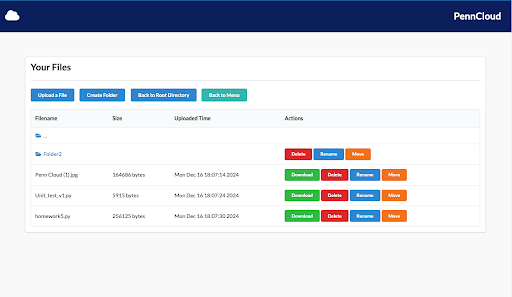 PennCloud
Your Files
Upload a File Create Folder Back to Root Directory Back to Menu
Filename Size Uploaded Time Actions
...
Folder2 Delete Rename Move
Penn Cloud (1).jpg 164686 bytes Mon Dec 16 18:07:14 2024 Download Delete Rename Move
Unit_test_v1.py 5915 bytes Mon Dec 16 18:07:24 2024 Download Delete Rename Move
homework5.py 256125 bytes Mon Dec 16 18:07:30 2024 Download Delete Rename Move